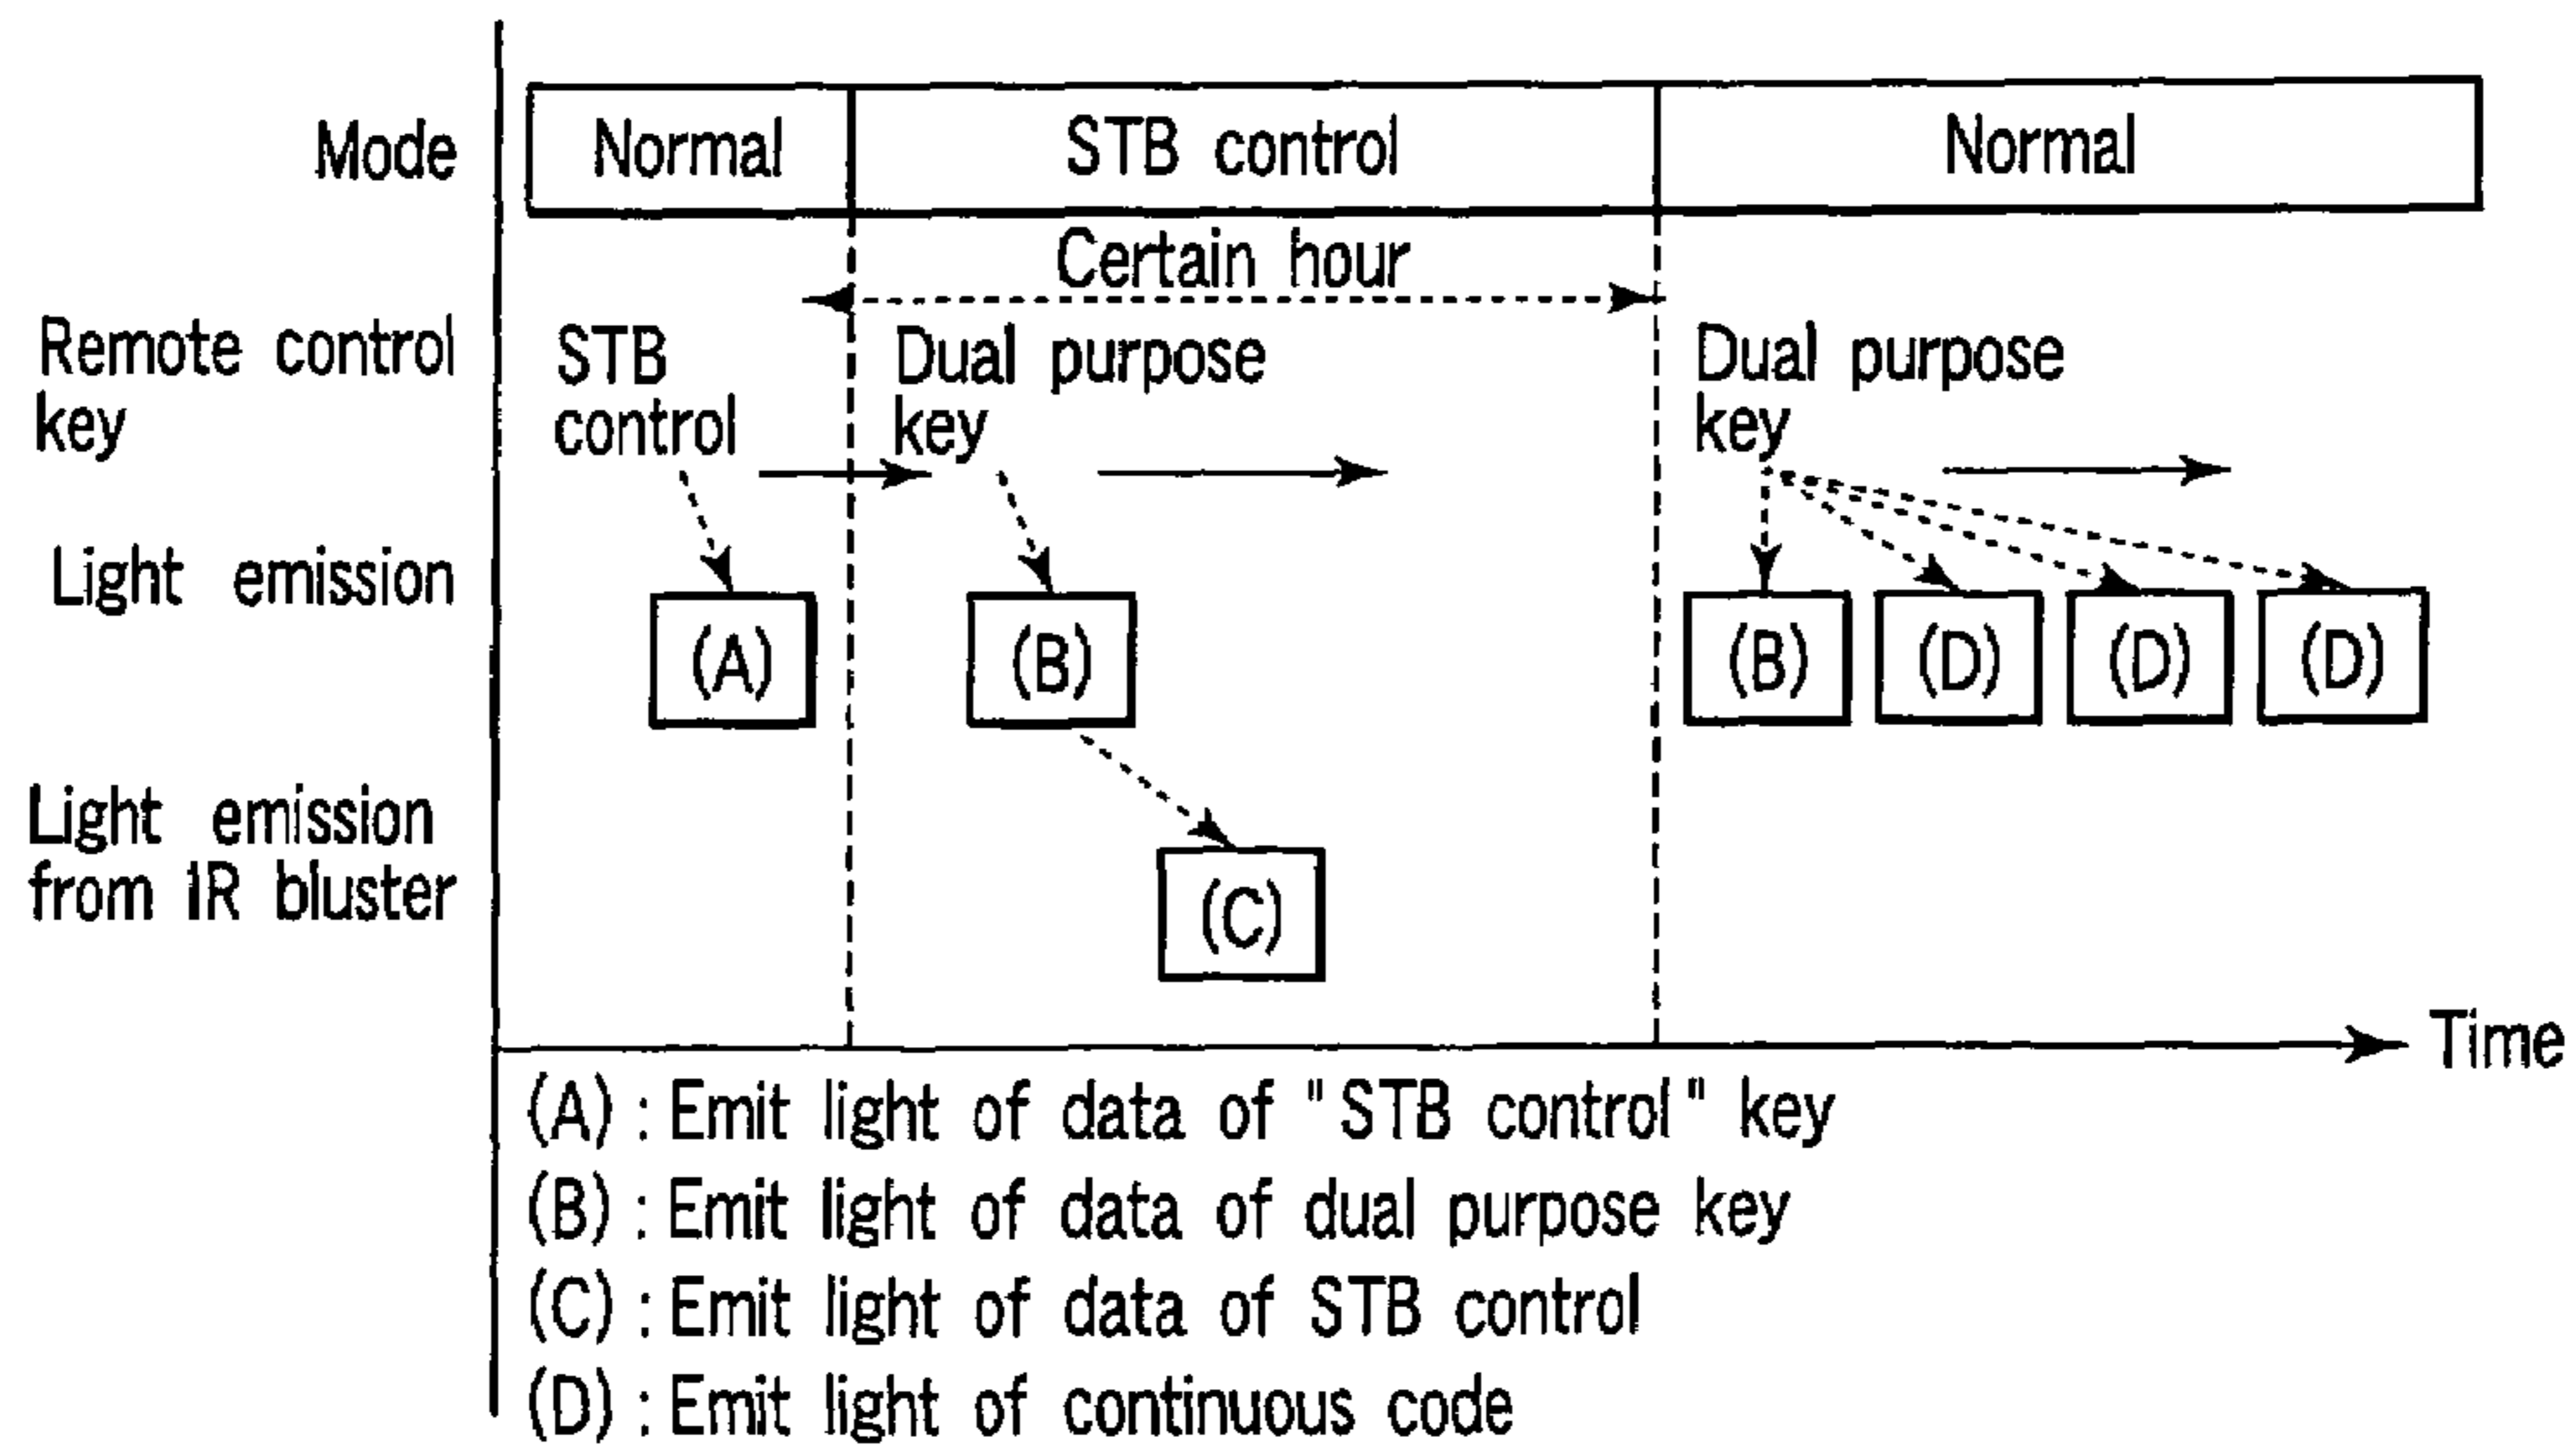 Mode
Normal
STB control
Normal
Certain hour
Remote control
key
STB
control
Dual purpose
key
Dual purpose
key
Light emission
(A)
(B)
(B)
(D)
(D)
(D)
Light emission
from IR bluster
(C)
Time
(A) : Emit light of data of "STB control" key
(B) : Emit light of data of dual purpose key
(C) : Emit light of data of STB control
(D) : Emit light of continuous code